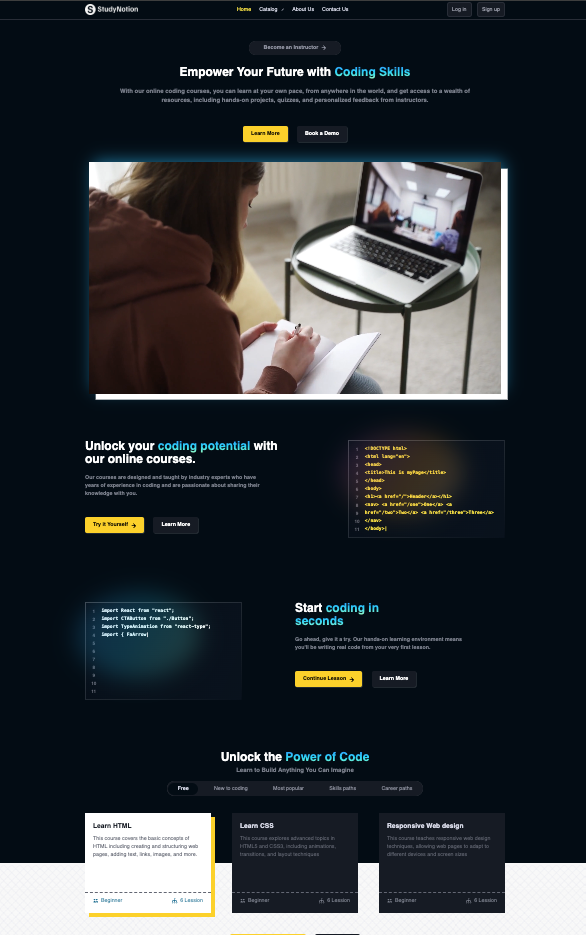 StudyNotion
Home Catalog About Us Contact Us
Log in Sign up
Become an Instructor →
Empower Your Future with Coding Skills
With our online coding courses, you can learn at your own pace, from anywhere in the world, and get access to a wealth of
resources, including hands-on projects, quizzes, and personalized feedback from instructors.
Learn More Book a Demo
Unlock your coding potential with
our online courses.
Our courses are designed and taught by industry experts who have
years of experience in coding and are passionate about sharing their
knowledge with you.
Try it Yourself → Learn More
1 <!DOCTYPE html>
2 <html lang="en">
3 <head>
4 <title>This is myPage</title>
5 </head>
6 <body>
7 <h1><a href="/">Header</a></h1>
8 <nav> <a href="/one">One</a> <a
9 href="/two">Two</a> <a href="/three">Three</a>
10 </nav>
11 </body>|
1 import React from "react";
2 import CTAButton from "./Button";
3 import TypeAnimation from "react-type";
4 import { FaArrow|
5
6
7
8
9
10
11
Start coding in
seconds
Go ahead, give it a try. Our hands-on learning environment means
you'll be writing real code from your very first lesson.
Continue Lesson → Learn More
Unlock the Power of Code
Learn to Build Anything You Can Imagine
Free New to coding Most popular Skills paths Career paths
Learn HTML
This course covers the basic concepts of
HTML including creating and structuring web
pages, adding text, links, images, and more.
Beginner 6 Lession
Learn CSS
This course explores advanced topics in
HTML5 and CSS3, including animations,
transitions, and layout techniques
Beginner 6 Lession
Responsive Web design
This course teaches responsive web design
techniques, allowing web pages to adapt to
different devices and screen sizes
Beginner 6 Lession